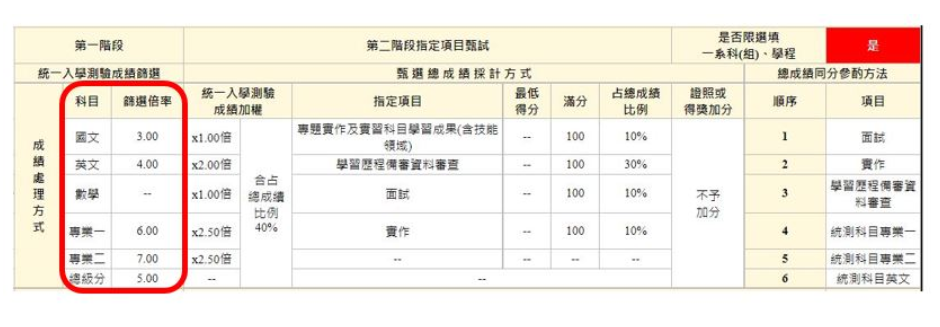 第一階段 第二階段指定項目甄試 是否限選填 是
一系科(組)、學程
統一入學測驗成績篩選 甄選總成績採計方式 總成績同分參酌方法
成績處理方式 科目 篩選倍率 統一入學測驗 指定項目 最低 滿分 占總成績 證照或 順序 項目
成績加權 得分 比例 得獎加分
國文 3.00 x1.00倍 合占總成績比例40% 專題實作及實習科目學習成果(含技能 -- 100 10% 不予加分 1 面試
領域)
英文 4.00 x2.00倍 學習歷程備審資料審查 -- 100 30% 2 實作
數學 -- x1.00倍 面試 -- 100 10% 3 學習歷程備審資
料審查
專業一 6.00 x2.50倍 實作 -- 100 10% 4 統測科目專業一
專業二 7.00 x2.50倍 -- -- -- -- 5 統測科目專業二
總級分 5.00 -- -- 6 統測科目英文